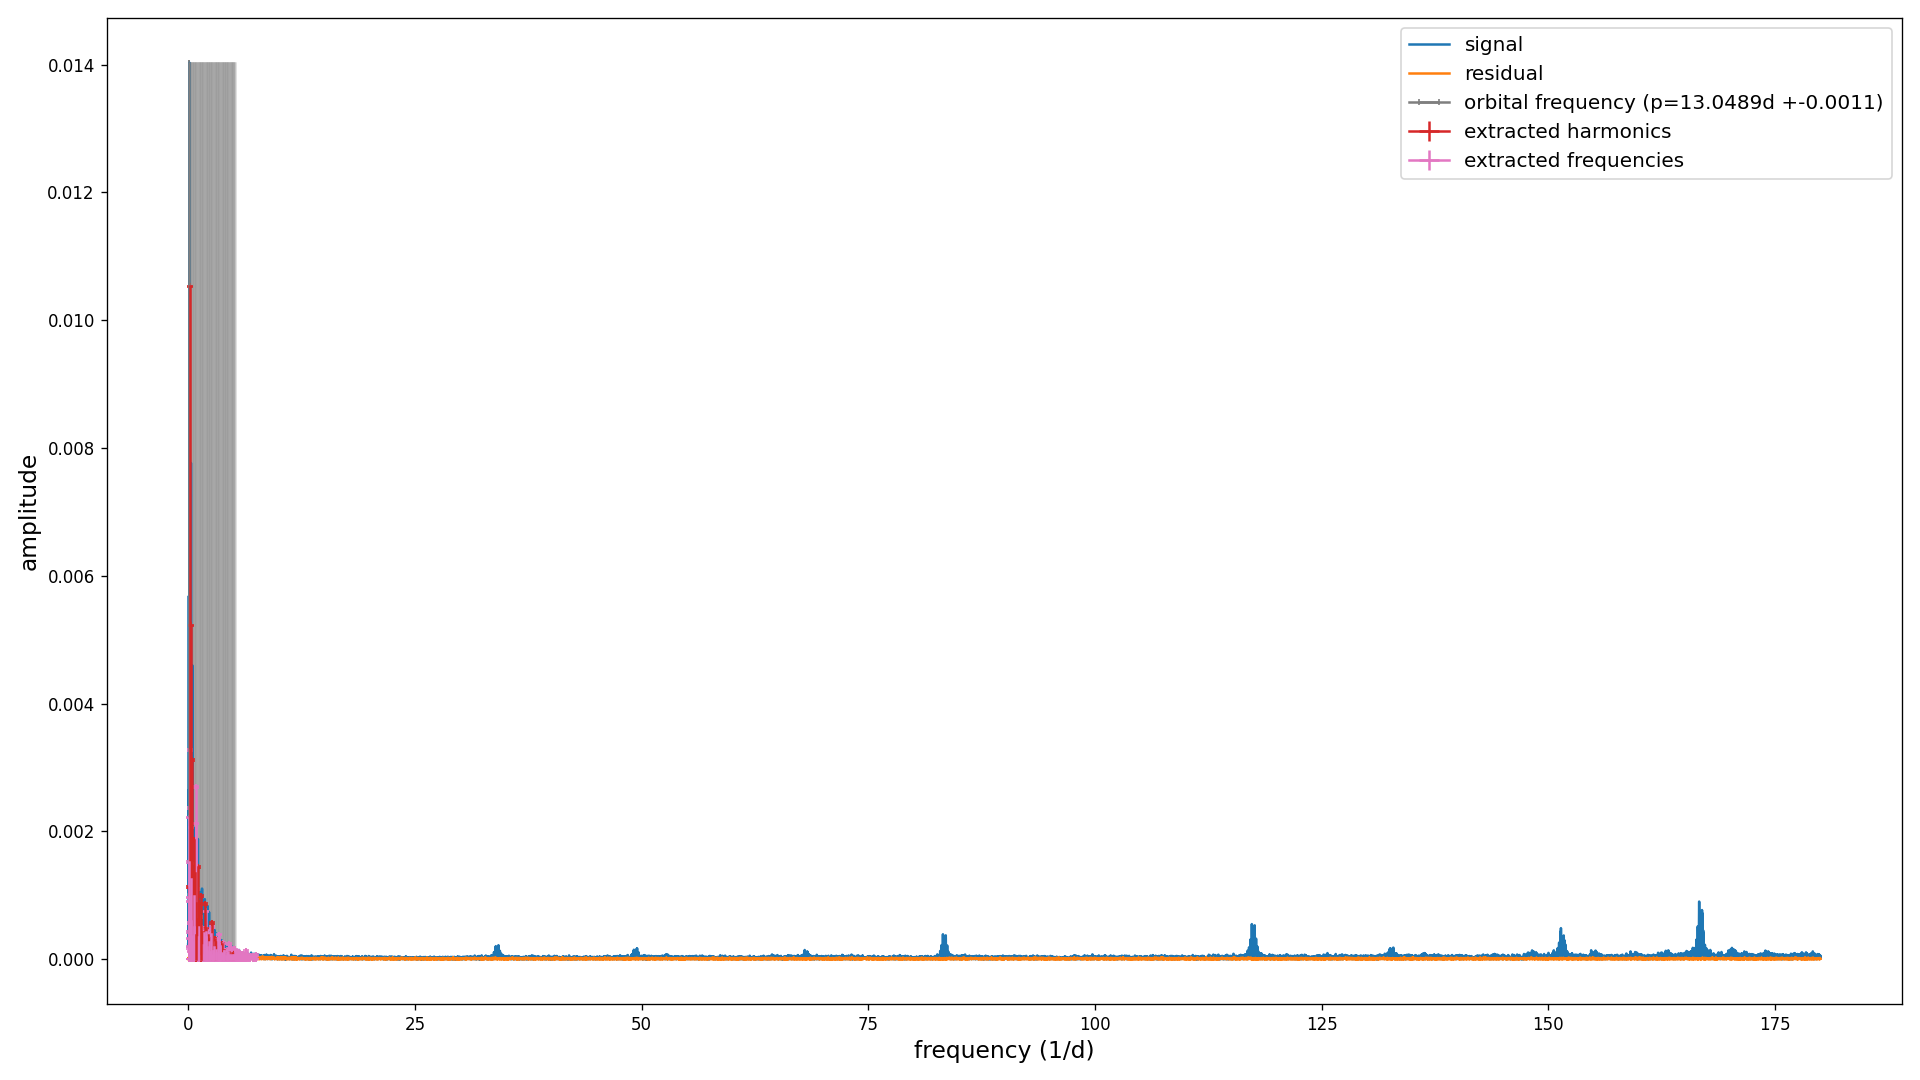 signal
residual
orbital frequency (p=13.0489d +-0.0011)
extracted harmonics
extracted frequencies
0.014
0.012
0.010
0.008
0.006
0.004
0.002
0.000
amplitude
0
25
50
75
100
125
150
175
frequency (1/d)